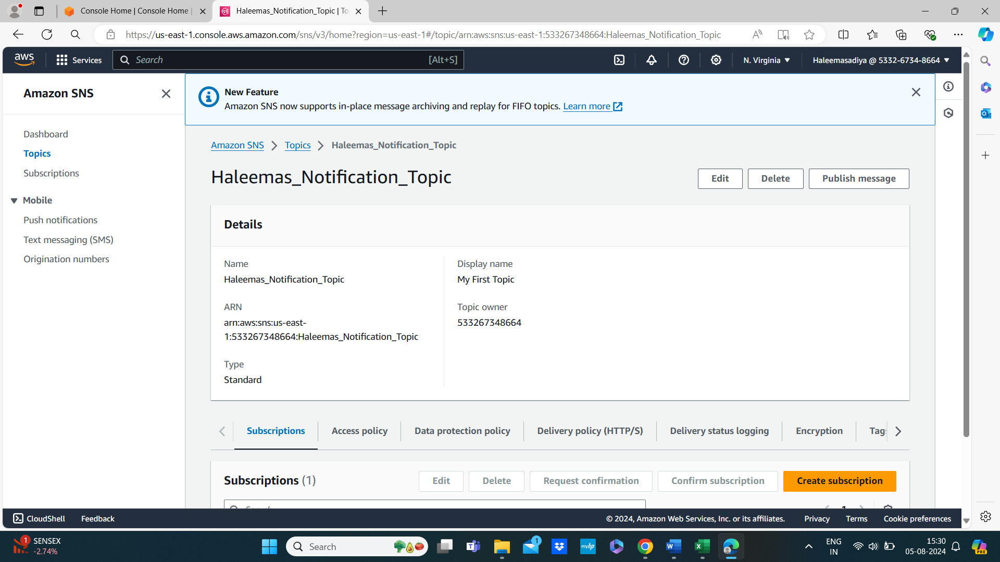 Console Home | Console Home |
Haleemas_Notification_Topic | To
https://us-east-1.console.aws.amazon.com/sns/v3/home?region=us-east-1#/topic/arn:aws:sns:us-east-1:533267348664:Haleemas_Notification_Topic
aws
Services
Search
[Alt+S]
N. Virginia
Haleemasadiya @ 5332-6734-8664
Amazon SNS
Dashboard
Topics
Subscriptions
Mobile
Push notifications
Text messaging (SMS)
Origination numbers
New Feature
Amazon SNS now supports in-place message archiving and replay for FIFO topics. Learn more
Amazon SNS
Topics
Haleemas_Notification_Topic
Haleemas_Notification_Topic
Edit
Delete
Publish message
Details
Name
Haleemas_Notification_Topic
ARN
arn:aws:sns:us-east-
1:533267348664:Haleemas_Notification_Topic
Type
Standard
Display name
My First Topic
Topic owner
533267348664
Subscriptions
Access policy
Data protection policy
Delivery policy (HTTP/S)
Delivery status logging
Encryption
Tags
Subscriptions (1)
Edit
Delete
Request confirmation
Confirm subscription
Create subscription
Search
1
CloudShell
Feedback
© 2024, Amazon Web Services, Inc. or its affiliates.
Privacy
Terms
Cookie preferences
1
SENSEX
-2.74%
Search
1
myhp
ENG
IN
15:30
05-08-2024
PRE